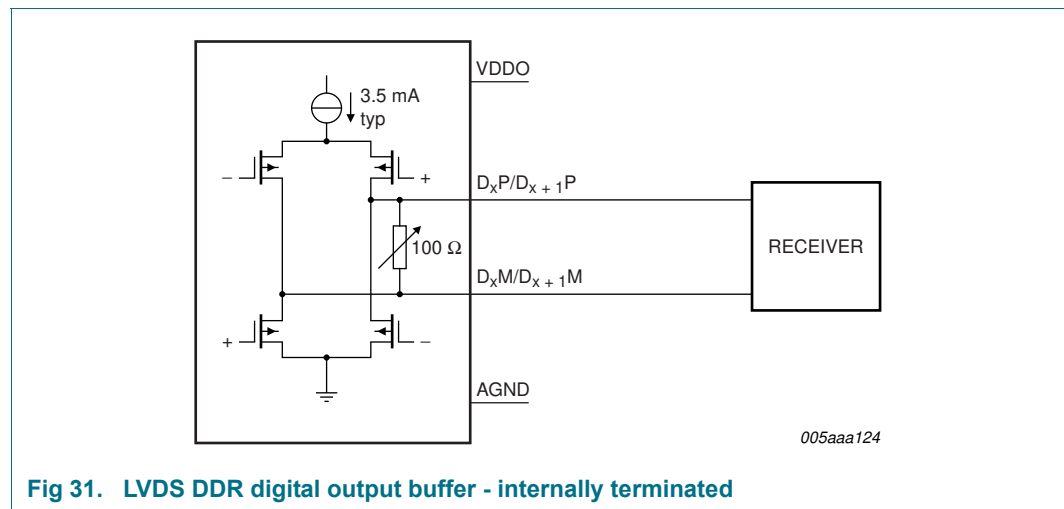 VDDO
3.5 mA
typ
– +
DxP/Dx + 1P
100 Ω
RECEIVER
DxM/Dx + 1M
+ –
AGND
005aaa124
Fig 31. LVDS DDR digital output buffer - internally terminated